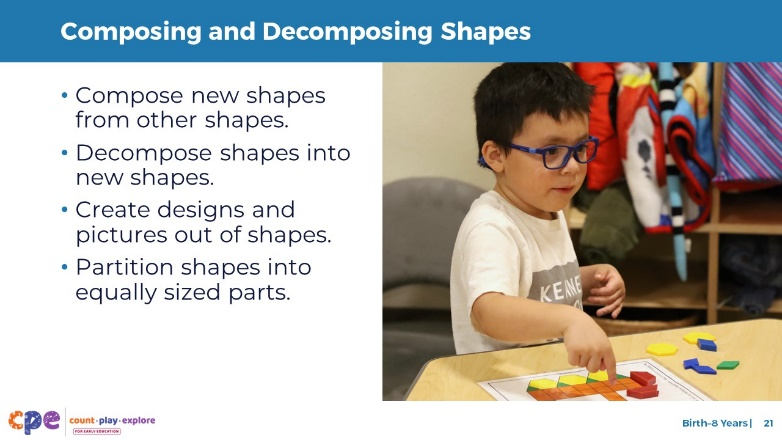 Composing and Decomposing Shapes
• Compose new shapes
from other shapes.
• Decompose shapes into
new shapes.
• Create designs and
pictures out of shapes.
• Partition shapes into
equally sized parts.
cpe
count·play·explore
FOR EARLY EDUCATION
Birth–8 Years| 21